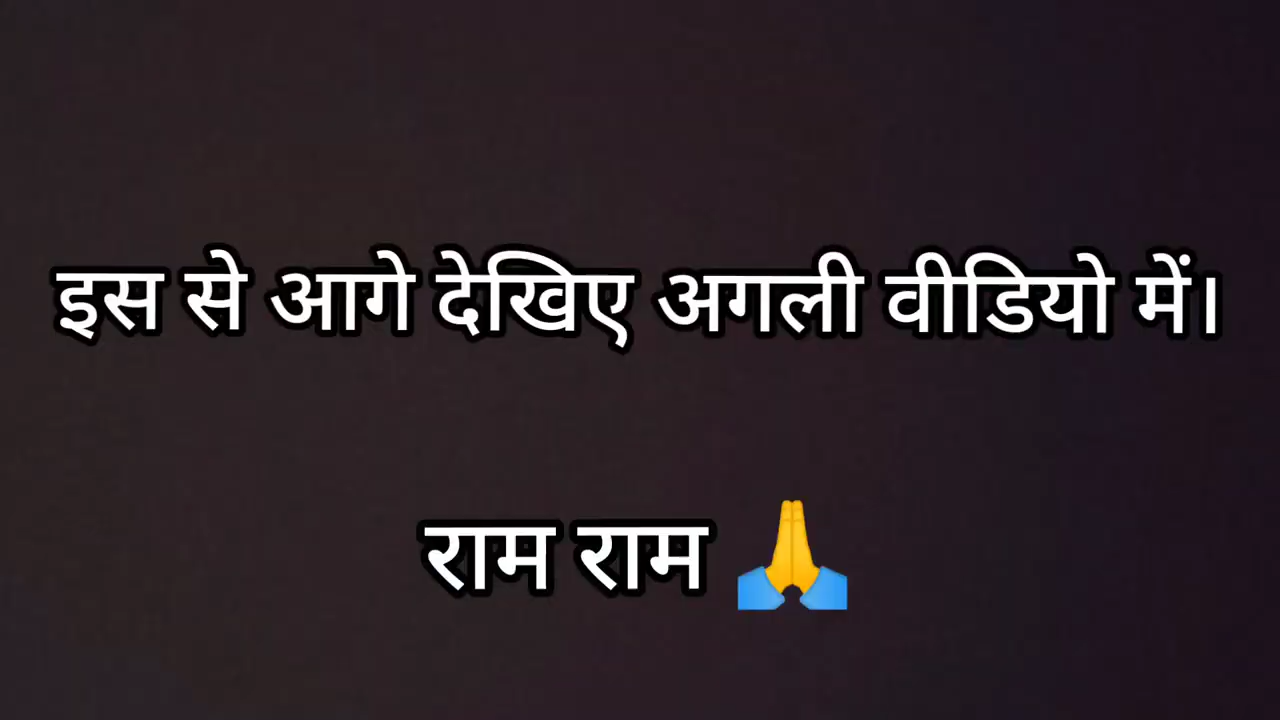 इस से आगे देखिए अगली वीडियो में।
राम राम 🙏